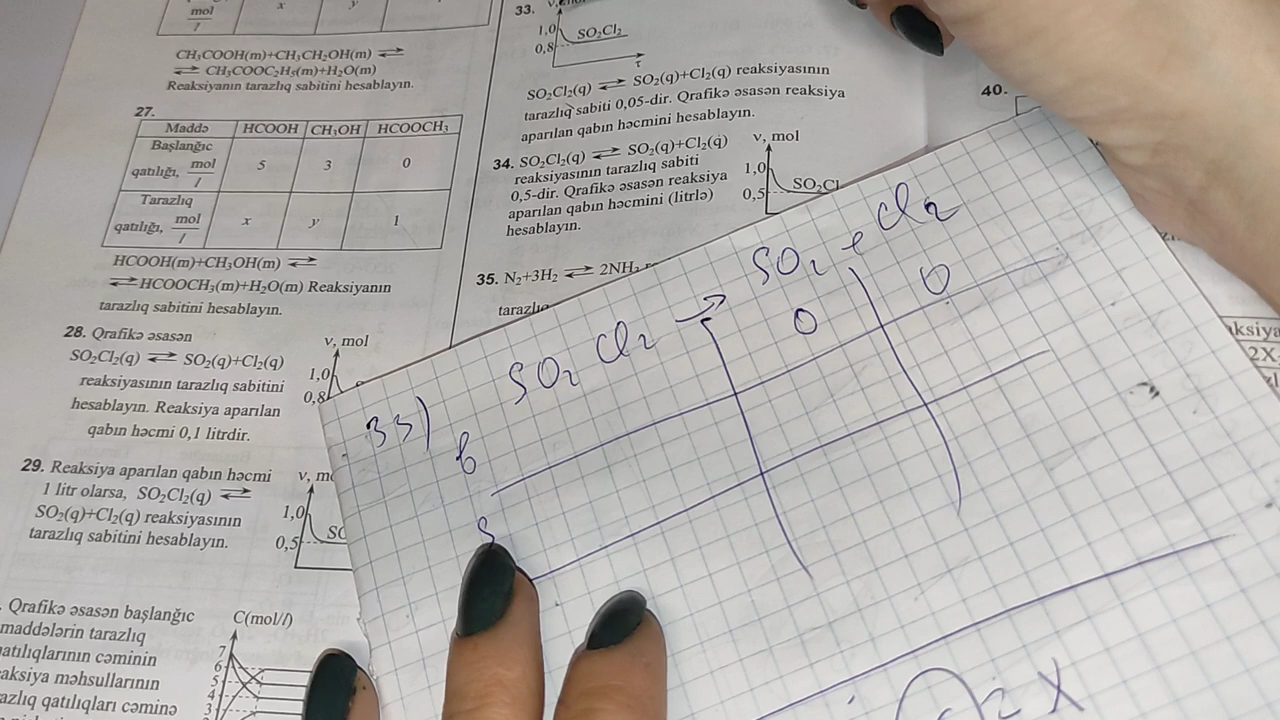 mol
l
x
y
CH₃COOH(m)+CH₃CH₂OH(m) ⇄
⇄ CH₃COOC₂H₅(m)+H₂O(m)
Reaksiyanın tarazlıq sabitini hesablayın.
27.
Maddə HCOOH CH₃OH HCOOCH₃
Başlanğıc
qatılığı, mol/l 5 3 0
Tarazlıq
qatılığı, mol/l x y 1
HCOOH(m)+CH₃OH(m) ⇄
⇄HCOOCH₃(m)+H₂O(m) Reaksiyanın
tarazlıq sabitini hesablayın.
28. Qrafikə əsasən
SO₂Cl₂(q) ⇄ SO₂(q)+Cl₂(q)
reaksiyasının tarazlıq sabitini
hesablayın. Reaksiya aparılan
qabın həcmi 0,1 litrdir.
ν, mol
1,0
0,8
29. Reaksiya aparılan qabın həcmi
1 litr olarsa, SO₂Cl₂(q) ⇄
SO₂(q)+Cl₂(q) reaksiyasının
tarazlıq sabitini hesablayın.
1,0
0,5
Qrafikə əsasən başlanğıc
maddələrin tarazlıq
qatılıqlarının cəminin
reaksiya məhsullarının
C(mol/l)
7
6
5
4
3
33.
1,0
0,8
SO₂Cl₂
τ
SO₂Cl₂(q) ⇄ SO₂(q)+Cl₂(q) reaksiyasının
tarazlıq sabiti 0,05-dir. Qrafikə əsasən reaksiya
aparılan qabın həcmini hesablayın.
34. SO₂Cl₂(q) ⇄ SO₂(q)+Cl₂(q)
reaksiyasının tarazlıq sabiti
0,5-dir. Qrafikə əsasən reaksiya
aparılan qabın həcmini (litrlə)
hesablayın.
ν, mol
1,0
0,5
SO₂Cl
35. N₂+3H₂ ⇄ 2NH₃
40.
33) SO₂Cl₂ → SO₂ + Cl₂
b 0 0
2X